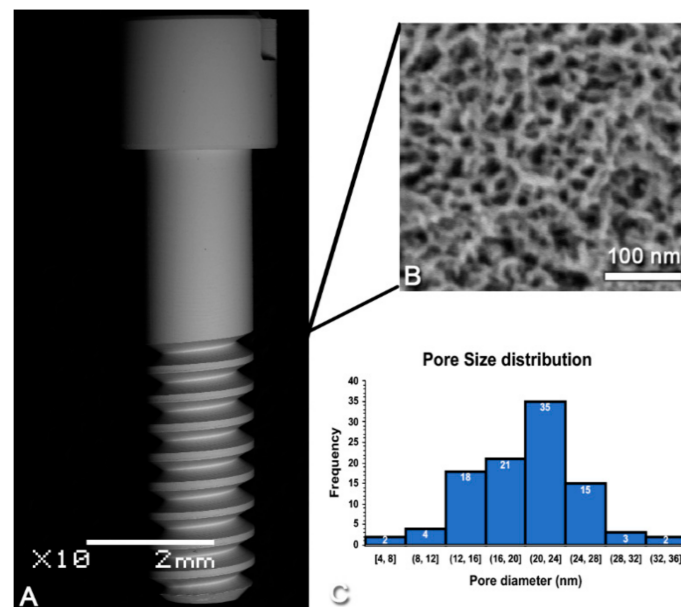 X10 2mm
A
100 nm
B
Pore Size distribution
Frequency
40
35
30
25
20
15
10
5
0
2
4
18
21
35
15
3
2
[4, 8] (8, 12] (12, 16] (16, 20] (20, 24] (24, 28] (28, 32] (32, 36]
Pore diameter (nm)
C